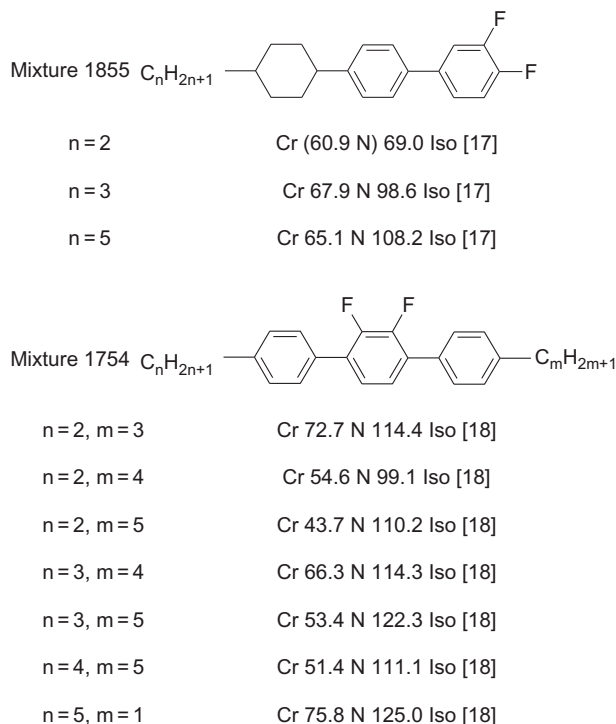 F
Mixture 1855 CₙH₂ₙ₊₁ F
n = 2 Cr (60.9 N) 69.0 Iso [17]
n = 3 Cr 67.9 N 98.6 Iso [17]
n = 5 Cr 65.1 N 108.2 Iso [17]
F F
Mixture 1754 CₙH₂ₙ₊₁ CₘH₂ₘ₊₁
n = 2, m = 3 Cr 72.7 N 114.4 Iso [18]
n = 2, m = 4 Cr 54.6 N 99.1 Iso [18]
n = 2, m = 5 Cr 43.7 N 110.2 Iso [18]
n = 3, m = 4 Cr 66.3 N 114.3 Iso [18]
n = 3, m = 5 Cr 53.4 N 122.3 Iso [18]
n = 4, m = 5 Cr 51.4 N 111.1 Iso [18]
n = 5, m = 1 Cr 75.8 N 125.0 Iso [18]